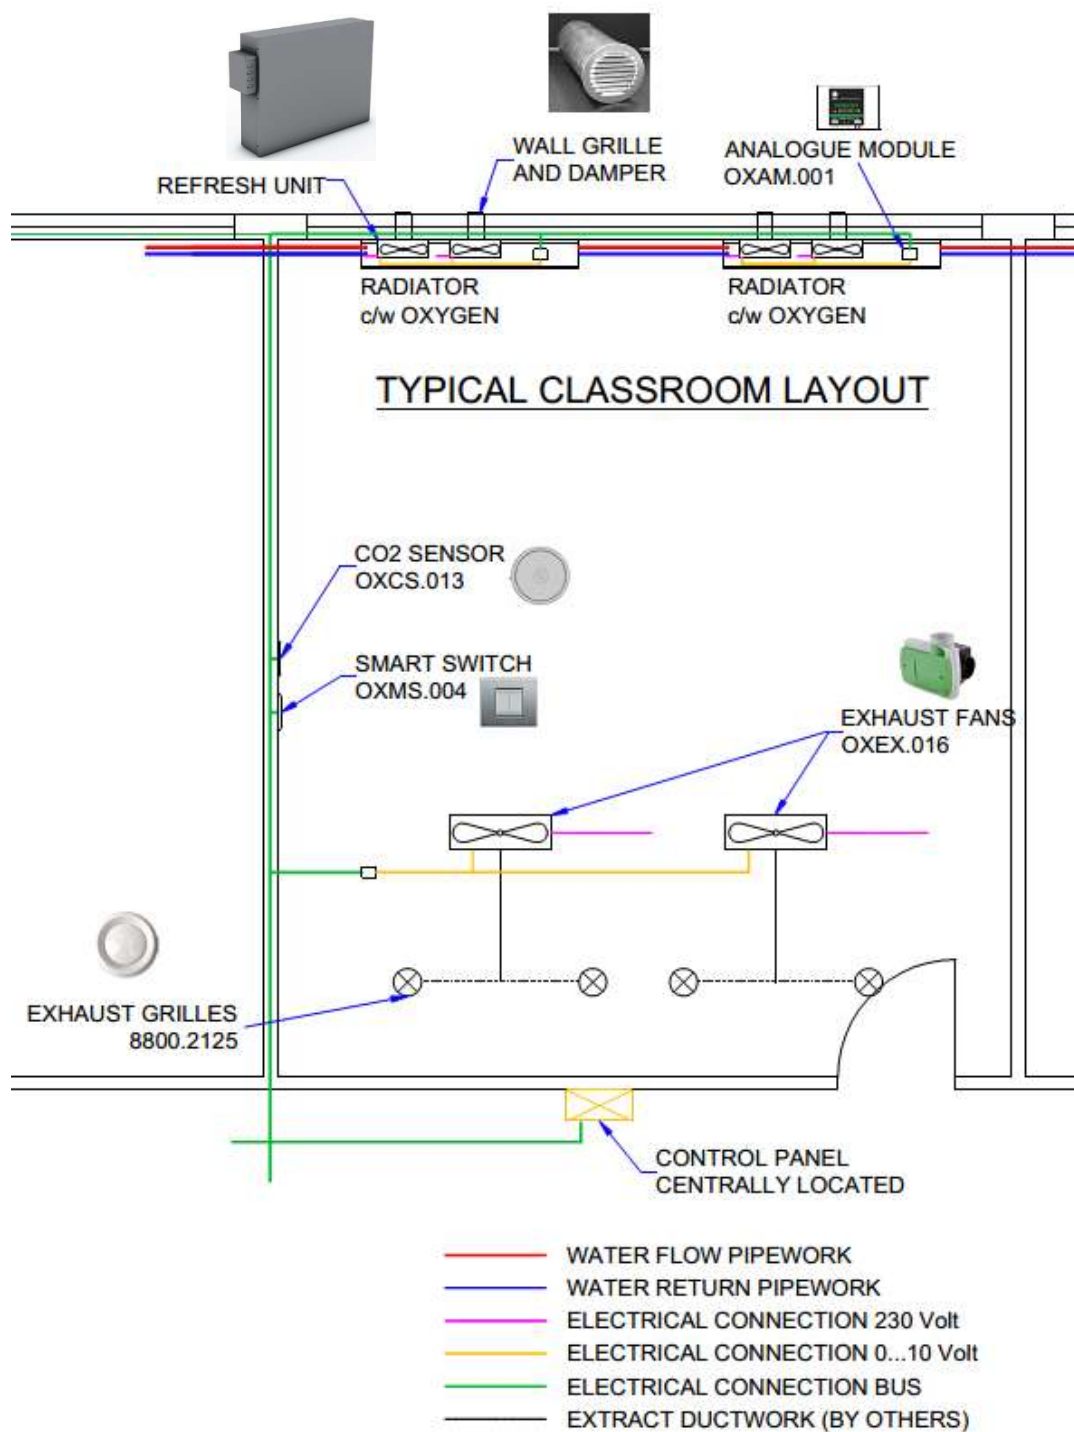 WALL GRILLE
AND DAMPER
ANALOGUE MODULE
OXAM.001
REFRESH UNIT
RADIATOR
c/w OXYGEN
RADIATOR
c/w OXYGEN
TYPICAL CLASSROOM LAYOUT
CO2 SENSOR
OXCS.013
SMART SWITCH
OXMS.004
EXHAUST FANS
OXEX.016
EXHAUST GRILLES
8800.2125
CONTROL PANEL
CENTRALLY LOCATED
WATER FLOW PIPEWORK
WATER RETURN PIPEWORK
ELECTRICAL CONNECTION 230 Volt
ELECTRICAL CONNECTION 0...10 Volt
ELECTRICAL CONNECTION BUS
EXTRACT DUCTWORK (BY OTHERS)